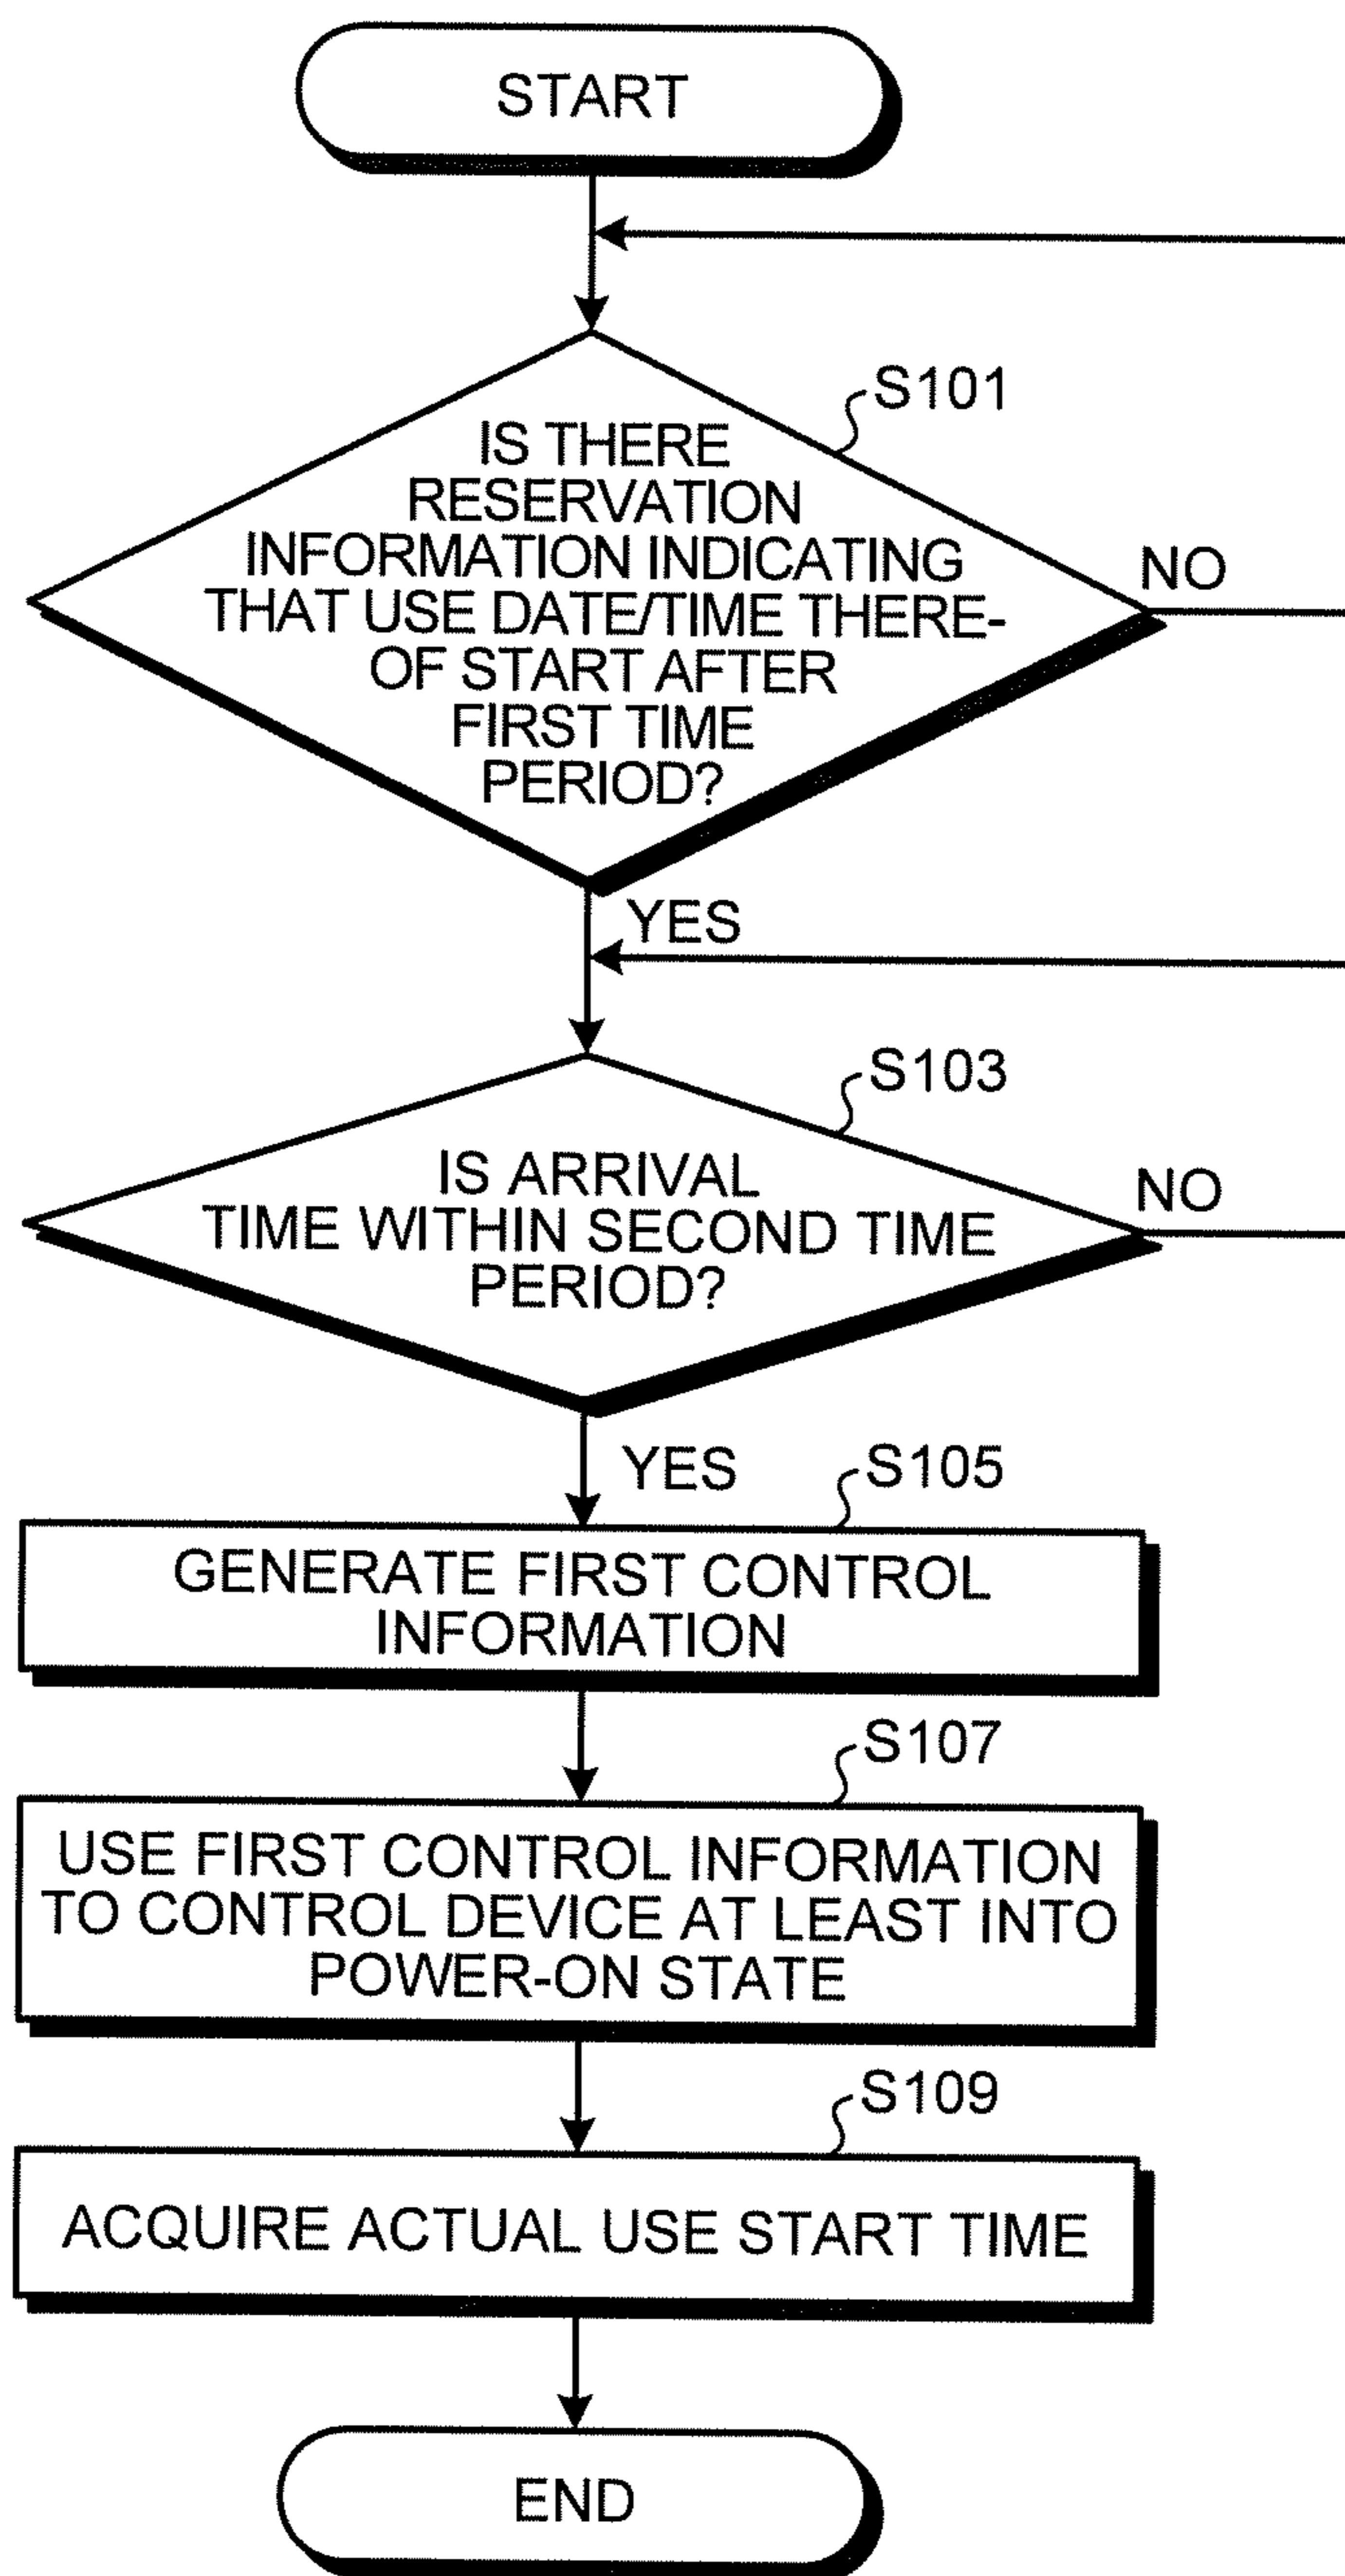 START
S101
IS THERE
RESERVATION
INFORMATION INDICATING
THAT USE DATE/TIME THERE-
OF START AFTER
FIRST TIME
PERIOD?
NO
YES
S103
IS ARRIVAL
TIME WITHIN SECOND TIME
PERIOD?
NO
YES
S105
GENERATE FIRST CONTROL
INFORMATION
S107
USE FIRST CONTROL INFORMATION
TO CONTROL DEVICE AT LEAST INTO
POWER-ON STATE
S109
ACQUIRE ACTUAL USE START TIME
END